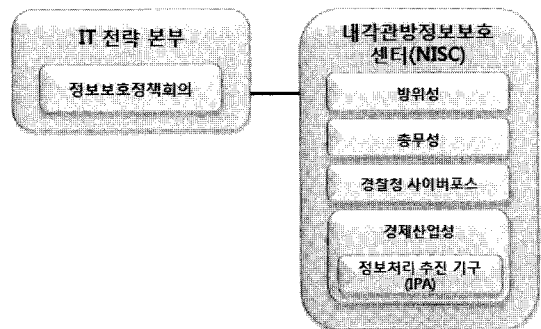 IT 전략 본부
정보보호정책회의
내각관방정보보호
센터(NISC)
방위성
총무성
경찰청 사이버포스
경제산업성
정보처리 추진 기구
(IPA)